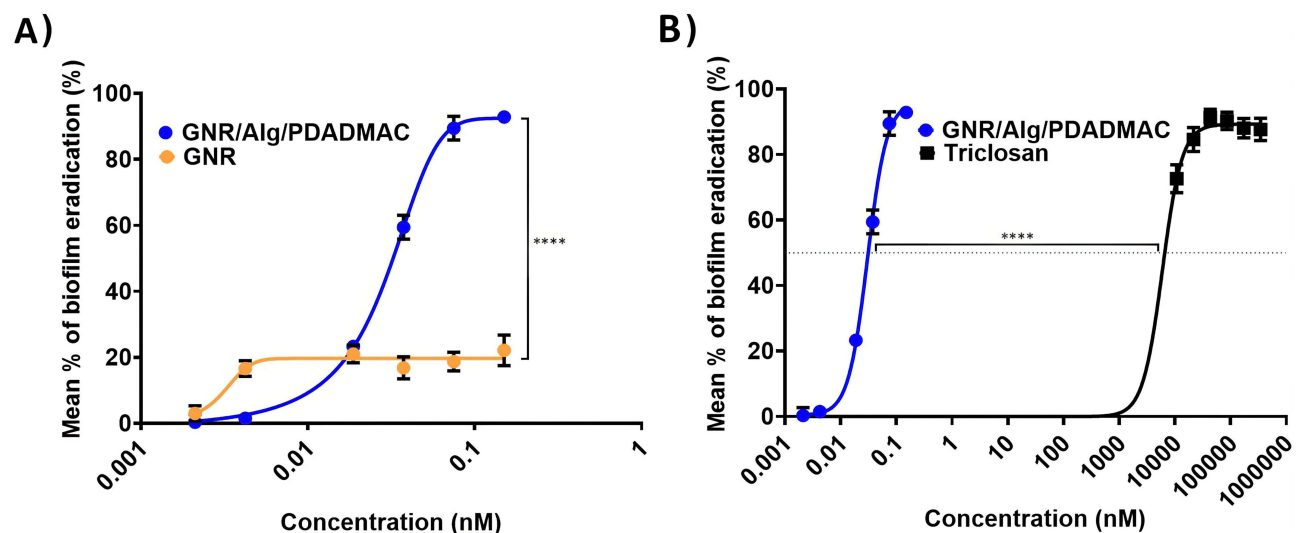 A)
Mean % of biofilm eradication (%)
100
80
60
40
20
0
GNR/Alg/PDADMAC
GNR
****
0.001
0.01
0.1
1
Concentration (nM)
B)
Mean % of biofilm eradication (%)
100
80
60
40
20
0
GNR/Alg/PDADMAC
Triclosan
****
0.001
0.01
0.1
1
10
100
1000
10000
100000
1000000
Concentration (nM)